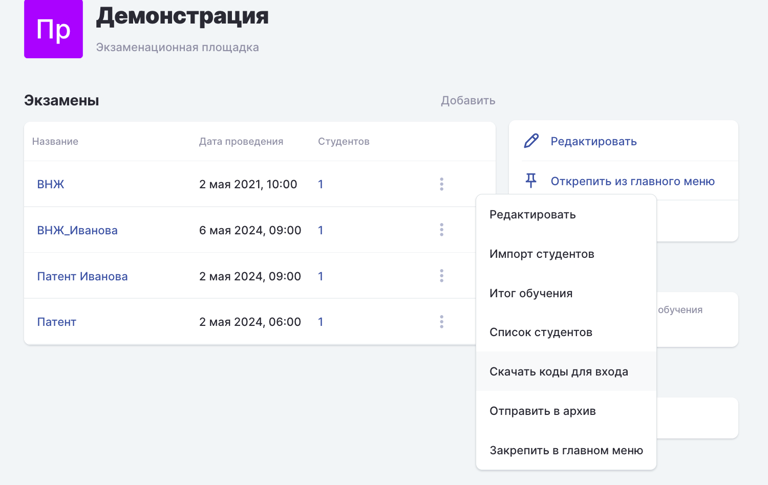 Пр
Демонстрация
Экзаменационная площадка
Экзамены
Добавить
Название Дата проведения Студентов
ВНЖ 2 мая 2021, 10:00 1
ВНЖ_Иванова 6 мая 2024, 09:00 1
Патент Иванова 2 мая 2024, 09:00 1
Патент 2 мая 2024, 06:00 1
Редактировать
Открепить из главного меню
Редактировать
Импорт студентов
Итог обучения
обучения
Список студентов
Скачать коды для входа
Отправить в архив
Закрепить в главном меню